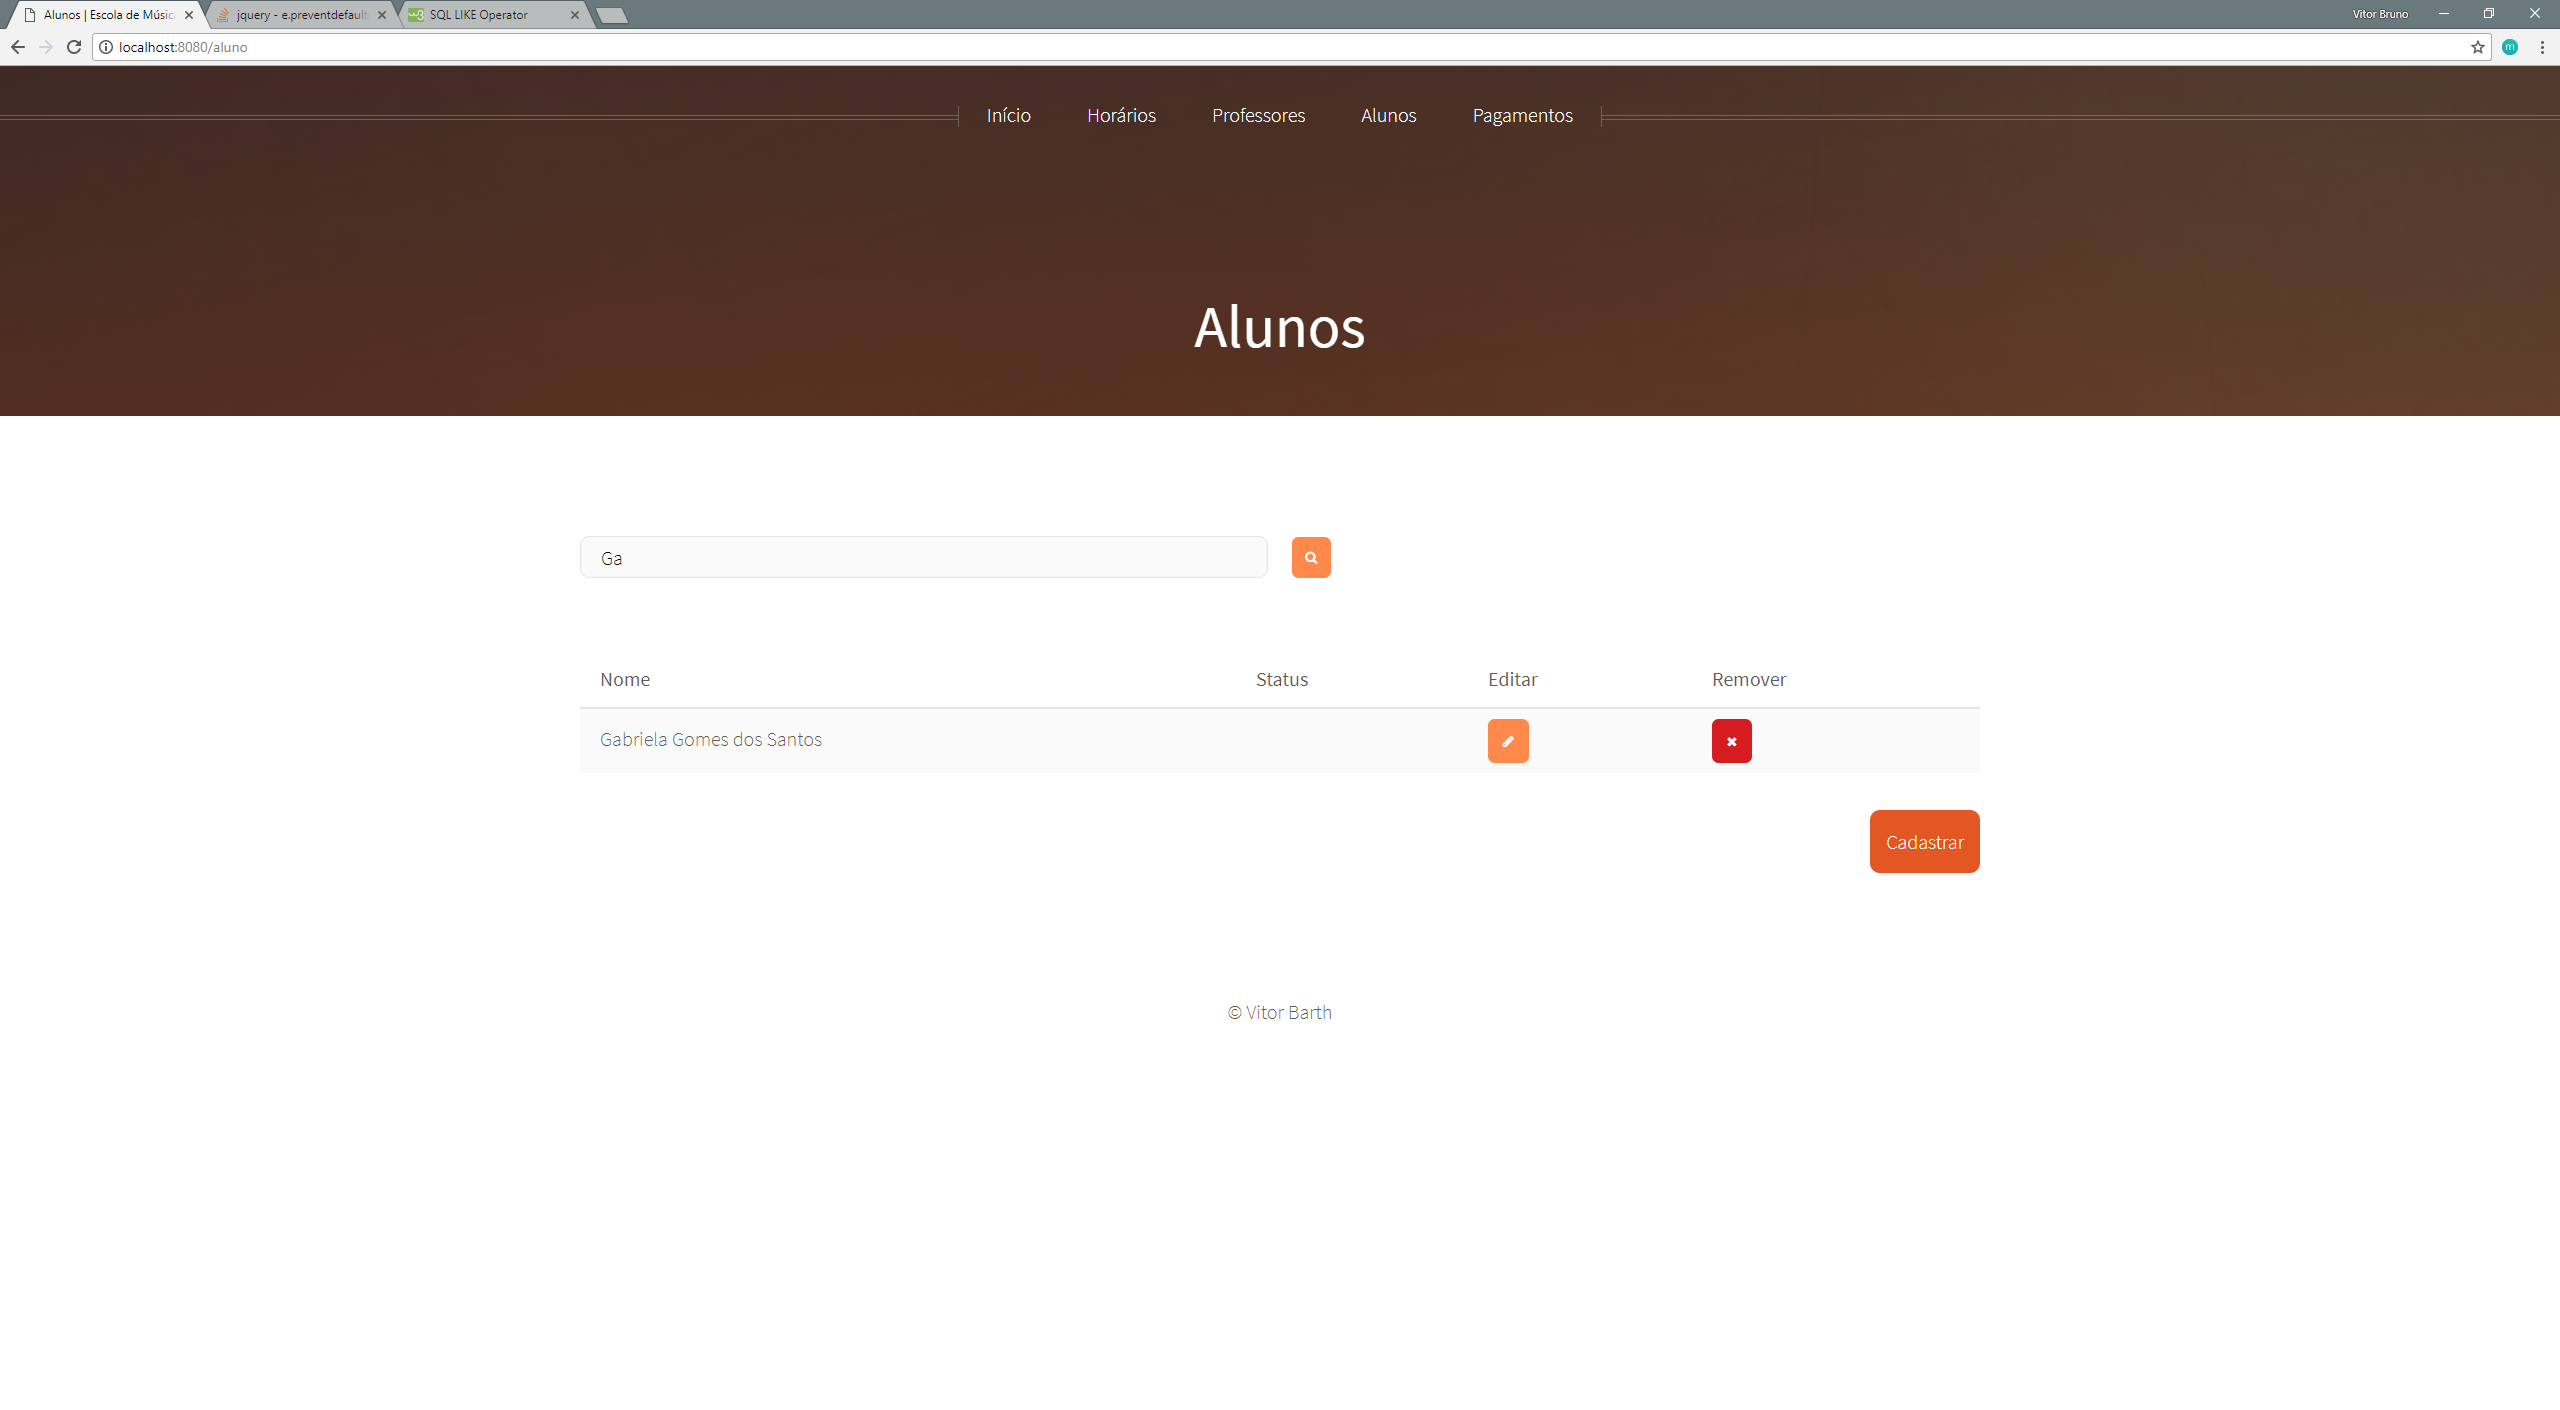 Alunos | Escola de Músic
jquery - e.preventdefault
SQL LIKE Operator
Vitor Bruno
localhost:8080/aluno
m
Início Horários Professores Alunos Pagamentos
Alunos
Ga
Nome Status Editar Remover
Gabriela Gomes dos Santos
Cadastrar
© Vitor Barth